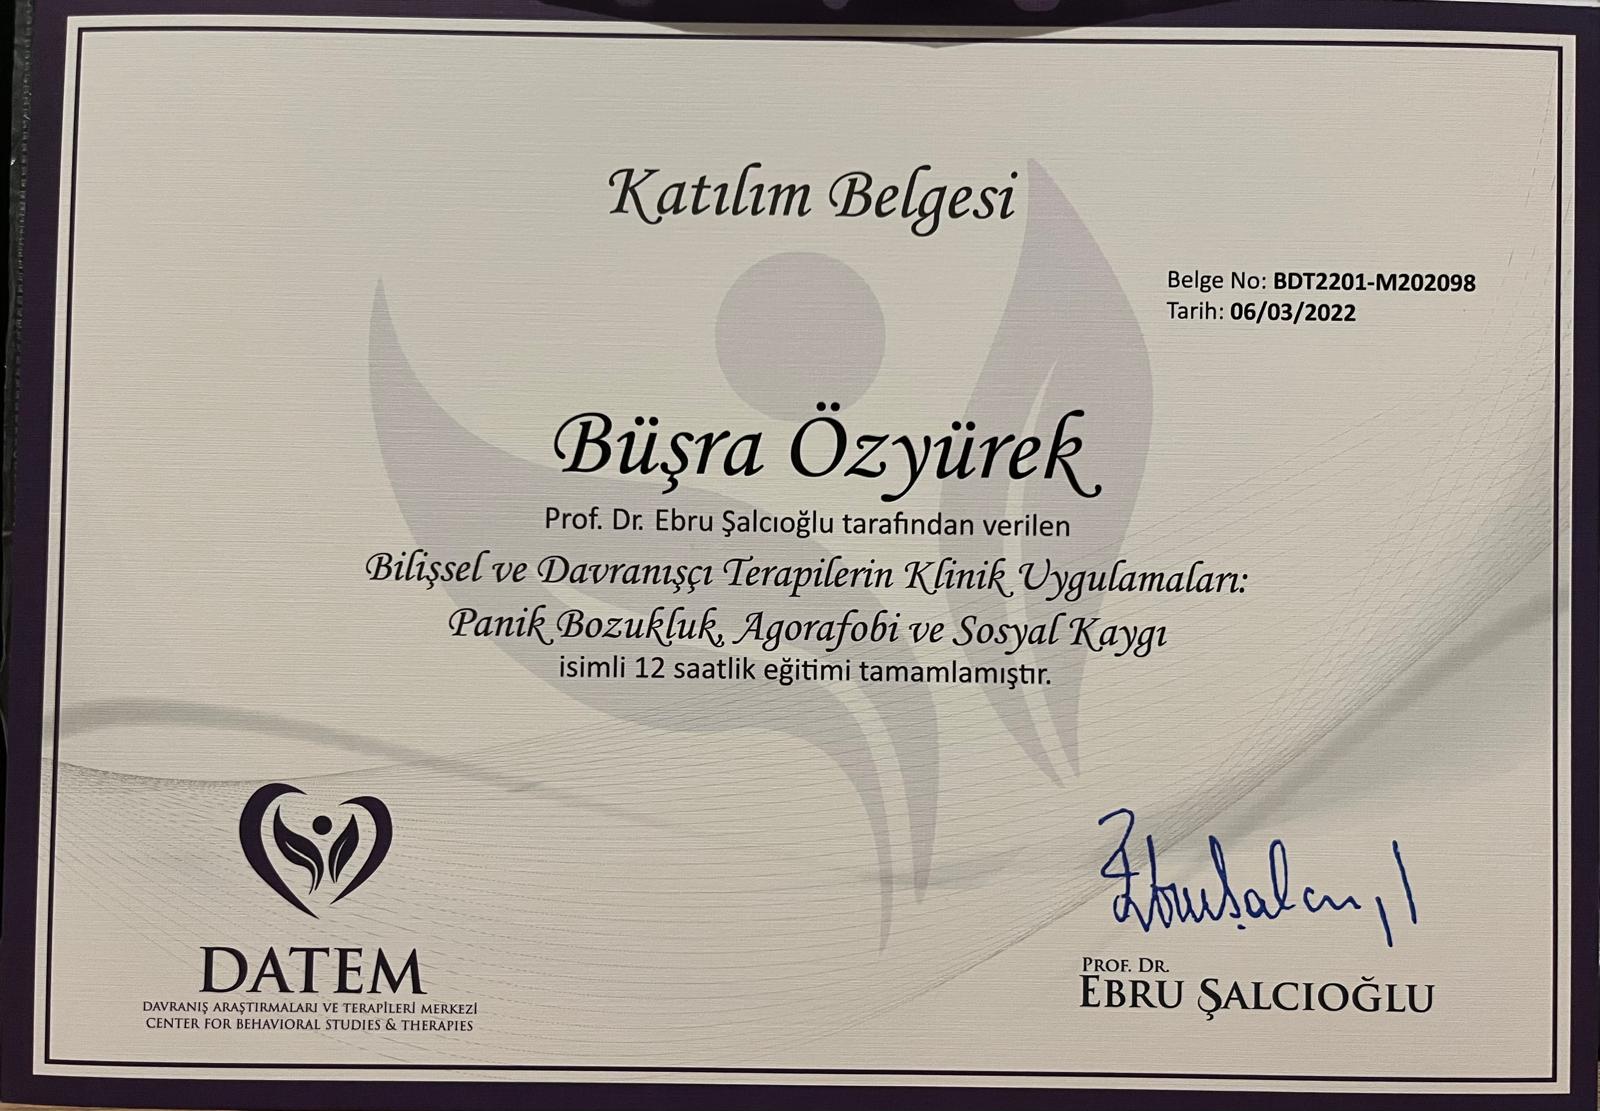 Katılım Belgesi
Belge No: BDT2201-M202098
Tarih: 06/03/2022
Büşra Özyürek
Prof. Dr. Ebru Şalcıoğlu tarafından verilen
Bilişsel ve Davranışçı Terapilerin Klinik Uygulamaları:
Panik Bozukluk, Agorafobi ve Sosyal Kaygı
isimli 12 saatlik eğitimi tamamlamıştır.
DATEM
DAVRANIŞ ARAŞTIRMALARI VE TERAPİLERİ MERKEZİ
CENTER FOR BEHAVIORAL STUDIES & THERAPIES
PROF. DR.
EBRU ŞALCIOĞLU